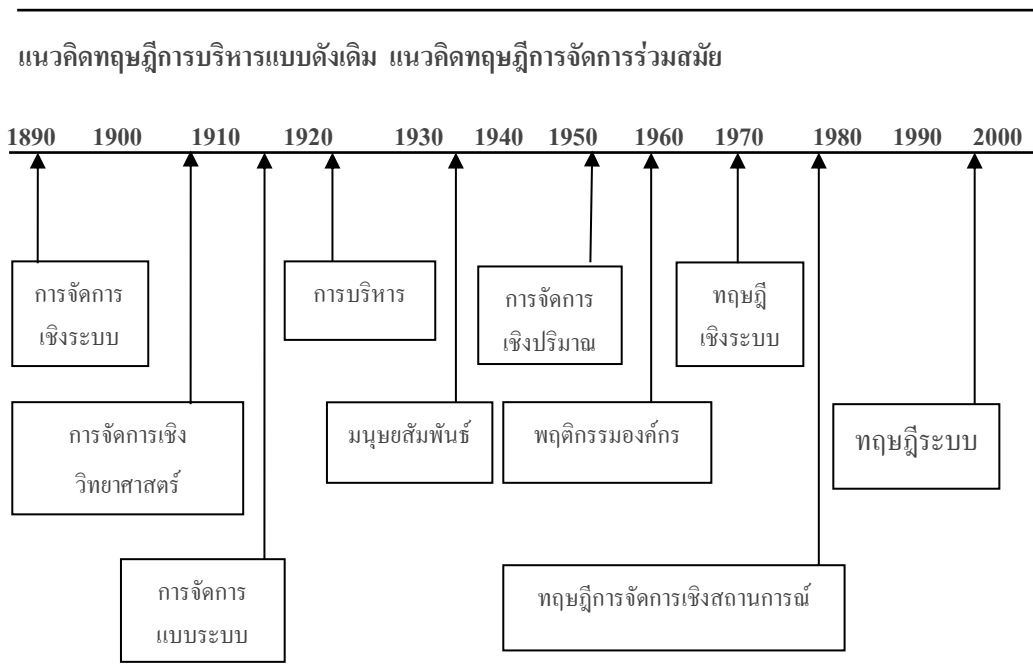 แนวคิดทฤษฎีการบริหารแบบดังเดิม แนวคิดทฤษฎีการจัดการร่วมสมัย
1890 1900 1910 1920 1930 1940 1950 1960 1970 1980 1990 2000
การจัดการ
เชิงระบบ
การบริหาร
การจัดการ
เชิงปริมาณ
ทฤษฎี
เชิงระบบ
การจัดการเชิง
วิทยาศาสตร์
มนุษยสัมพันธ์
พฤติกรรมองค์กร
ทฤษฎีระบบ
การจัดการ
แบบระบบ
ทฤษฎีการจัดการเชิงสถานการณ์